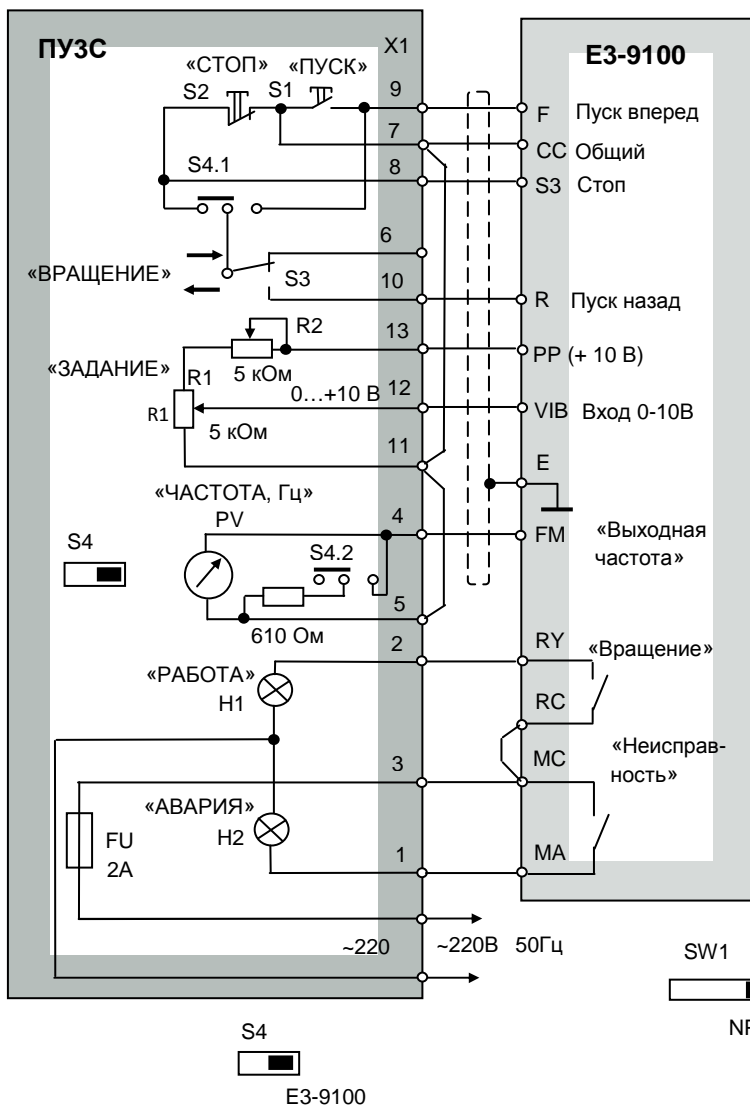 ПУЗС
X1
E3-9100
«СТОП» «ПУСК»
S2 S1
9
F Пуск вперед
7
CC Общий
8
S3 Стоп
S4.1
6
«ВРАЩЕНИЕ»
S3
10
R Пуск назад
R2
13
PP (+ 10 В)
«ЗАДАНИЕ»
5 кОм
R1
0…+10 В 12
R1
VIB Вход 0-10В
5 кОм
11
E
«ЧАСТОТА, Гц»
PV
4
FM «Выходная
частота»
S4
S4.2
5
610 Ом
2
RY «Вращение»
«РАБОТА»
H1
RC
3
MC «Неисправ-
ность»
«АВАРИЯ»
H2
FU
2А
1
MA
~220 ~220В 50Гц
SW1
NP
S4
E3-9100